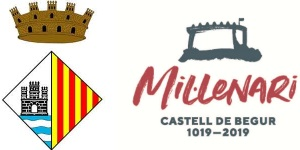 Mil·lenari
CASTELL DE BEGUR
1019–2019